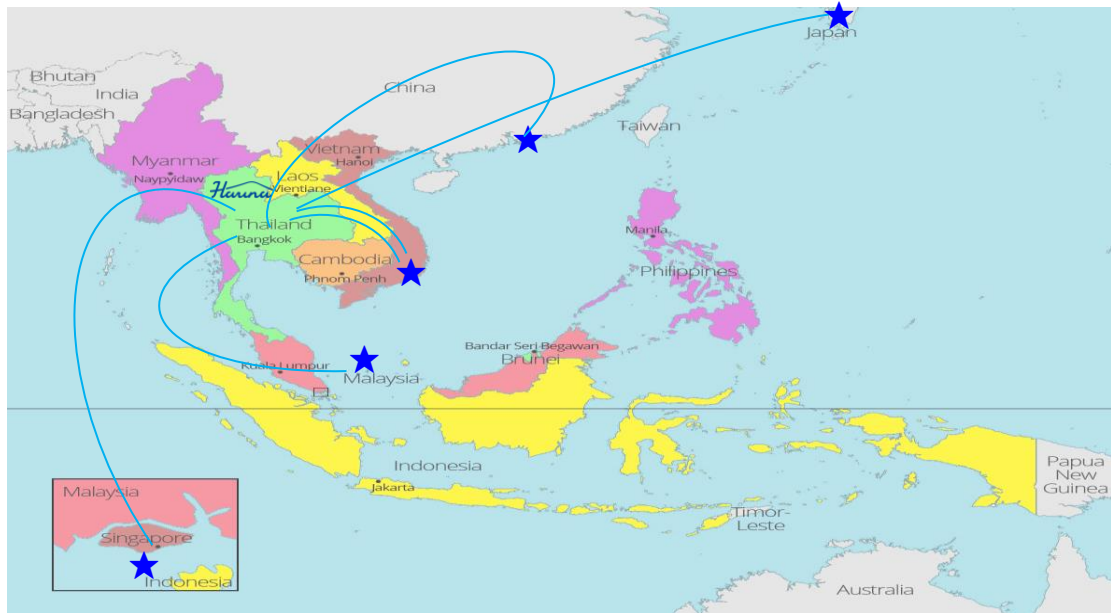 Japan
Bhutan
China
India
Bangladesh
Taiwan
Vietnam
Hanoi
Myanmar
Naypyidaw
Laos
Vientiane
Thailand
Bangkok
Manila
Cambodia
Phnom Penh
Philippines
Bandar Seri Begawan
Brunei
Kuala Lumpur
Malaysia
Indonesia
Jakarta
Papua
New
Guinea
Malaysia
Timor-
Leste
Singapore
Indonesia
Australia